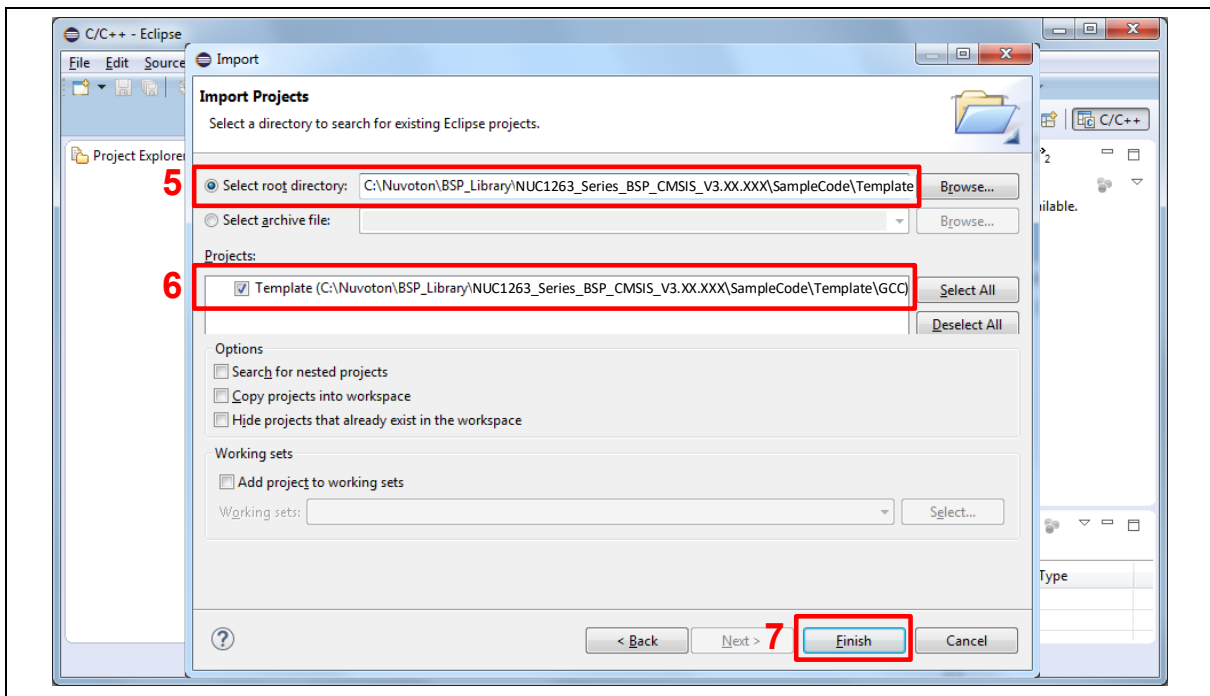 C/C++ - Eclipse
File Edit Source
Import
Import Projects
Select a directory to search for existing Eclipse projects.
C/C++
Project Explorer
5
Select root directory: C:\Nuvoton\BSP_Library\NUC1263_Series_BSP_CMSIS_V3.XX.XXX\SampleCode\Template Browse...
Select archive file: Browse...
ilable.
Projects:
6
Template (C:\Nuvoton\BSP_Library\NUC1263_Series_BSP_CMSIS_V3.XX.XXX\SampleCode\Template\GCC) Select All
Deselect All
Options
Search for nested projects
Copy projects into workspace
Hide projects that already exist in the workspace
Working sets
Add project to working sets
Working sets: Select...
Type
7
? < Back Next > Finish Cancel